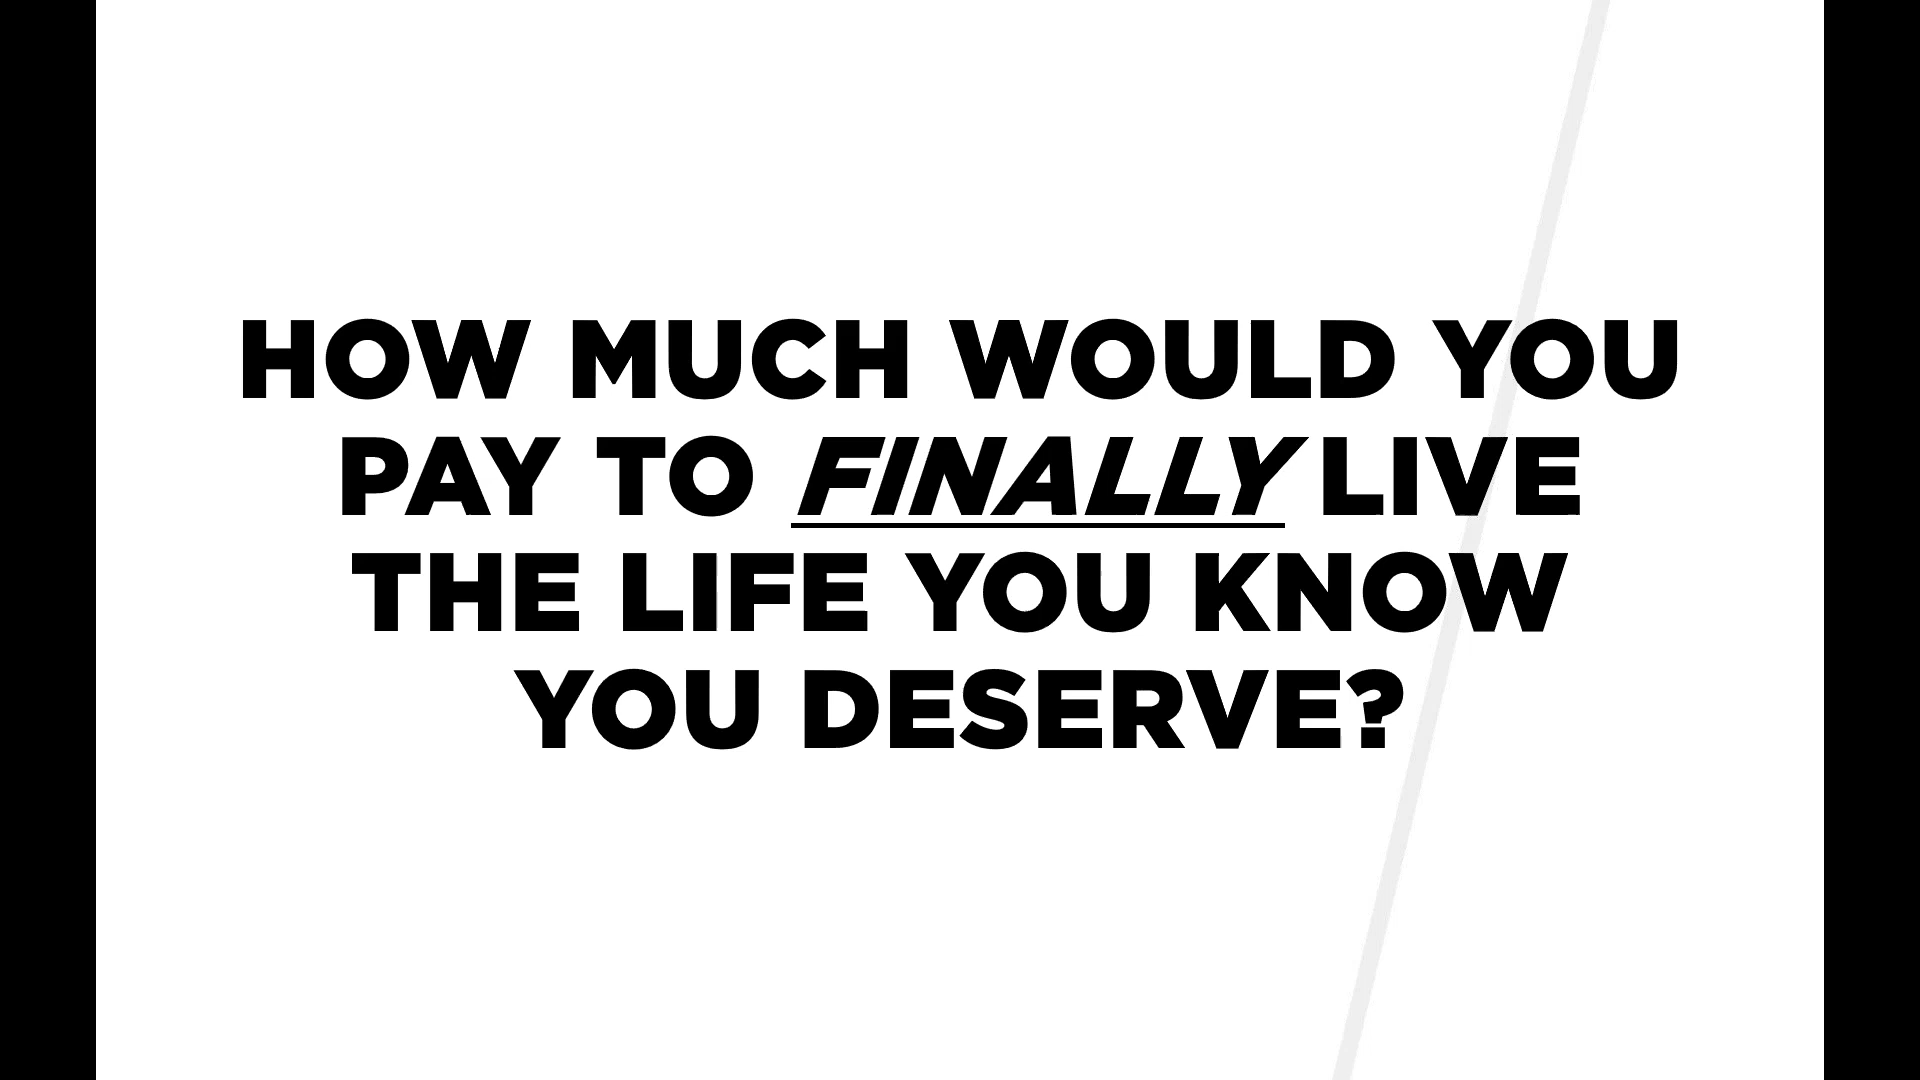 HOW MUCH WOULD YOU
PAY TO FINALLY LIVE
THE LIFE YOU KNOW
YOU DESERVE?